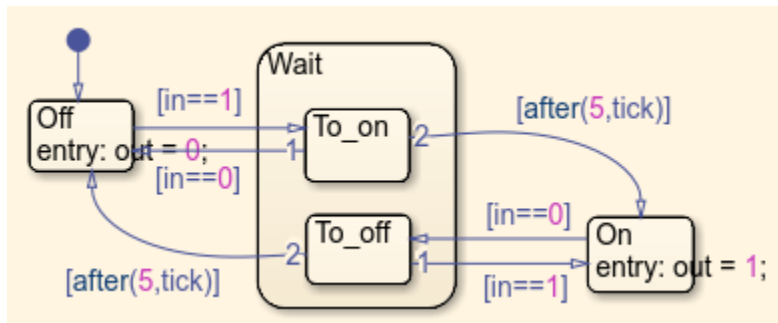 Wait
Off
entry: out = 0;
[in==1]
To_on
1
2
[in==0]
[after(5,tick)]
To_off
2
1
[after(5,tick)]
[in==0]
[in==1]
On
entry: out = 1;